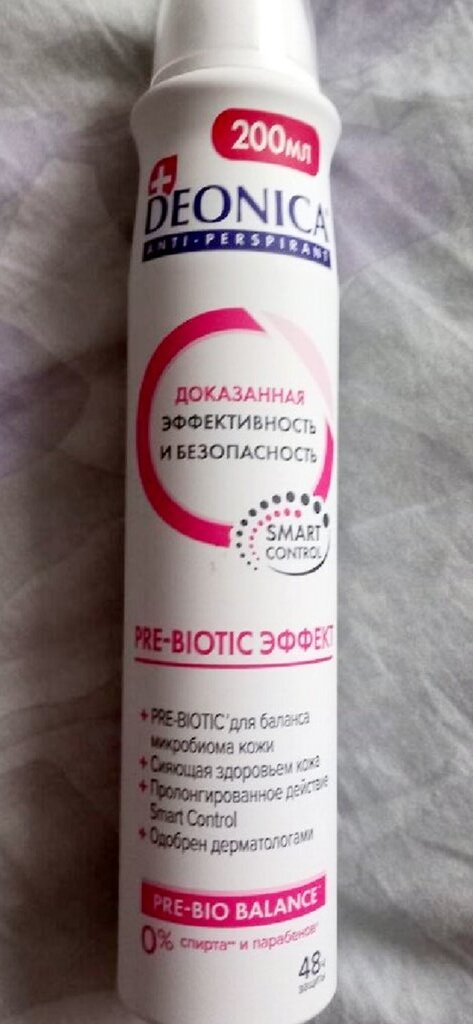 200мл
DEONICA
ANTI-PERSPIRANT
ДОКАЗАННАЯ
ЭФФЕКТИВНОСТЬ
И БЕЗОПАСНОСТЬ
SMART
CONTROL
PRE-BIOTIC ЭФФЕКТ
+ PRE-BIOTIC* для баланса
микробиома кожи
+ Сияющая здоровьем кожа
+ Пролонгированное действие
Smart Control
+ Одобрен дерматологами
PRE-BIO BALANCE
0% спирта** и парабенов
48ч
защита